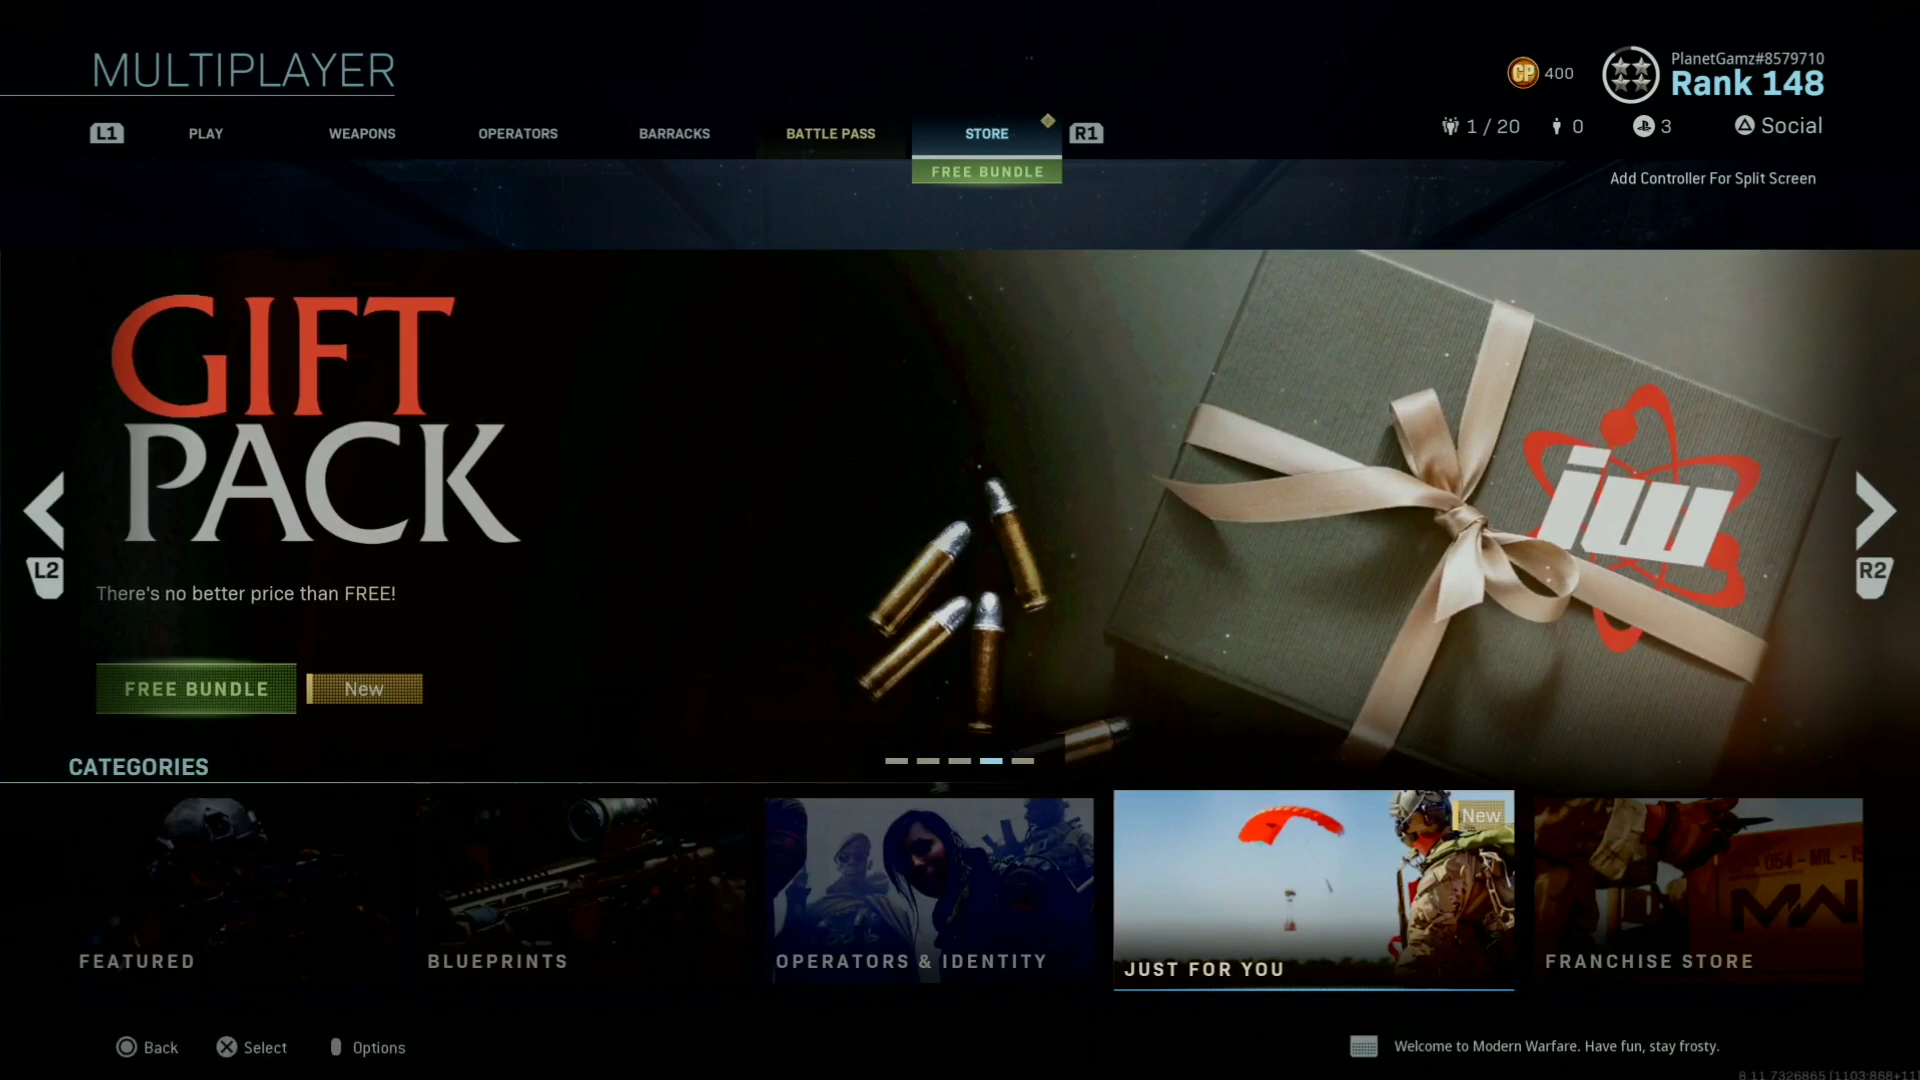 MULTIPLAYER
GP 400
PlanetGamz#8579710
Rank 148
L1 PLAY WEAPONS OPERATORS BARRACKS BATTLE PASS STORE R1
1 / 20 0 3 Social
FREE BUNDLE
Add Controller For Split Screen
GIFT
PACK
iw
L2
R2
There's no better price than FREE!
FREE BUNDLE New
CATEGORIES
New
MW
FEATURED BLUEPRINTS OPERATORS & IDENTITY JUST FOR YOU FRANCHISE STORE
Back Select Options
Welcome to Modern Warfare. Have fun, stay frosty.